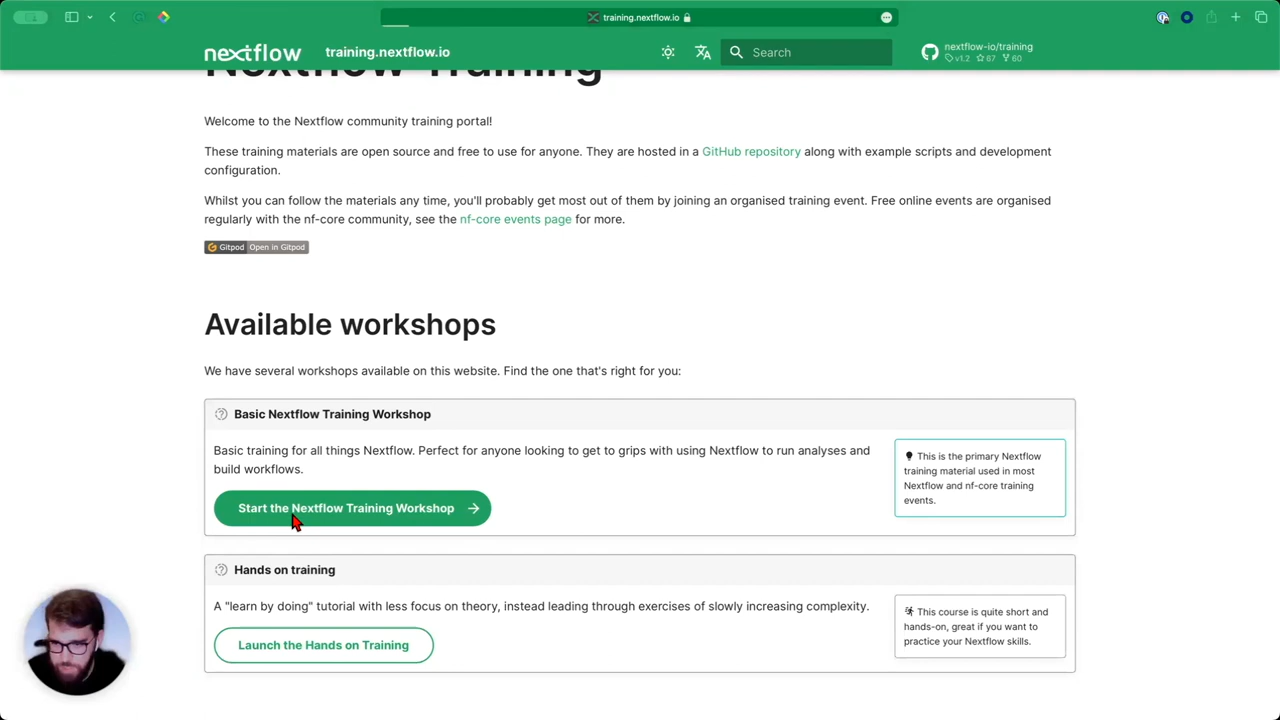 training.nextflow.io
nextflow
training.nextflow.io
Search
nextflow-io/training
v1.2 67 60
Nextflow Training
Welcome to the Nextflow community training portal!
These training materials are open source and free to use for anyone. They are hosted in a GitHub repository along with example scripts and development
configuration.
Whilst you can follow the materials any time, you'll probably get most out of them by joining an organised training event. Free online events are organised
regularly with the nf-core community, see the nf-core events page for more.
Gitpod Open in Gitpod
Available workshops
We have several workshops available on this website. Find the one that's right for you:
Basic Nextflow Training Workshop
Basic training for all things Nextflow. Perfect for anyone looking to get to grips with using Nextflow to run analyses and
build workflows.
Start the Nextflow Training Workshop
This is the primary Nextflow
training material used in most
Nextflow and nf-core training
events.
Hands on training
A "learn by doing" tutorial with less focus on theory, instead leading through exercises of slowly increasing complexity.
Launch the Hands on Training
This course is quite short and
hands-on, great if you want to
practice your Nextflow skills.